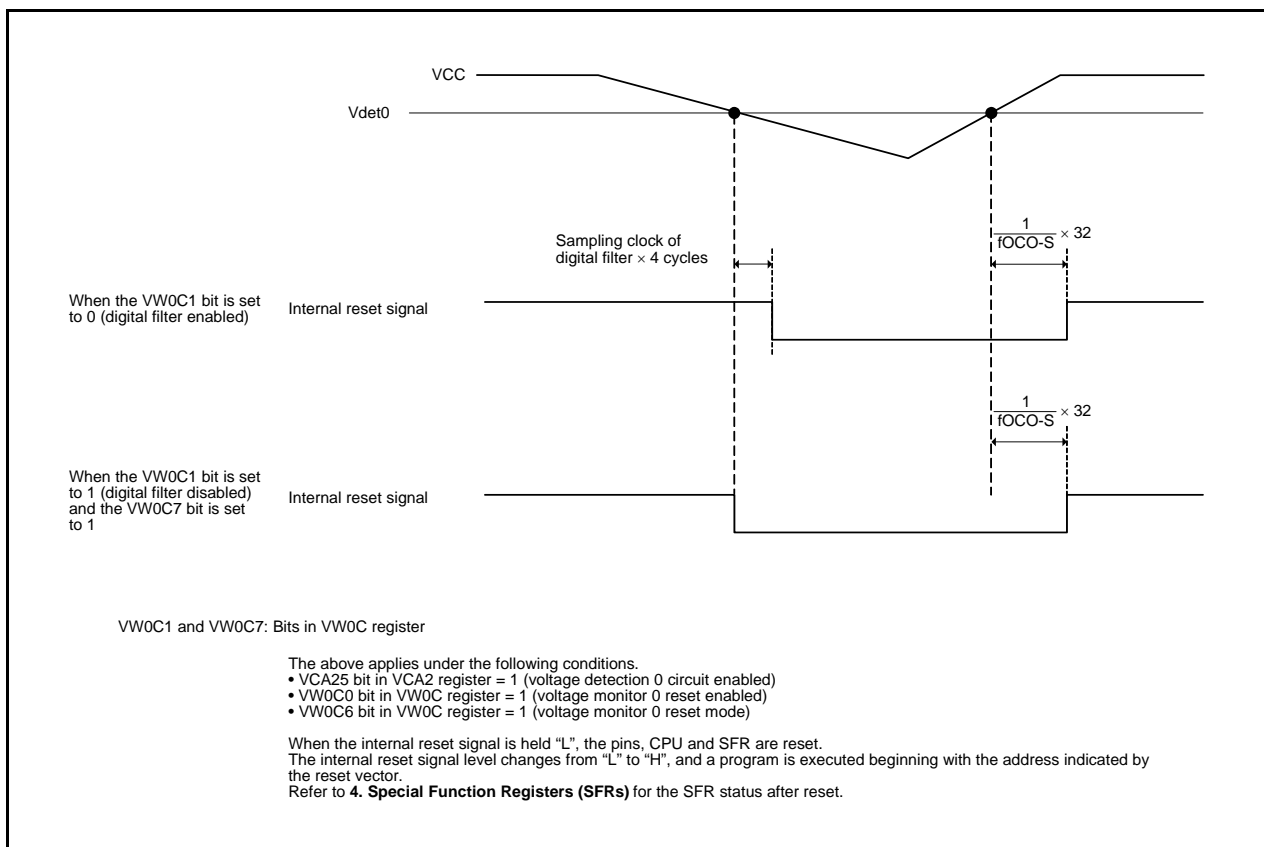 VCC
Vdet0
Sampling clock of
digital filter × 4 cycles
1
fOCO-S × 32
When the VW0C1 bit is set
to 0 (digital filter enabled)
Internal reset signal
1
fOCO-S × 32
When the VW0C1 bit is set
to 1 (digital filter disabled)
and the VW0C7 bit is set
to 1
Internal reset signal
VW0C1 and VW0C7: Bits in VW0C register
The above applies under the following conditions.
• VCA25 bit in VCA2 register = 1 (voltage detection 0 circuit enabled)
• VW0C0 bit in VW0C register = 1 (voltage monitor 0 reset enabled)
• VW0C6 bit in VW0C register = 1 (voltage monitor 0 reset mode)
When the internal reset signal is held “L”, the pins, CPU and SFR are reset.
The internal reset signal level changes from “L” to “H”, and a program is executed beginning with the address indicated by
the reset vector.
Refer to 4. Special Function Registers (SFRs) for the SFR status after reset.